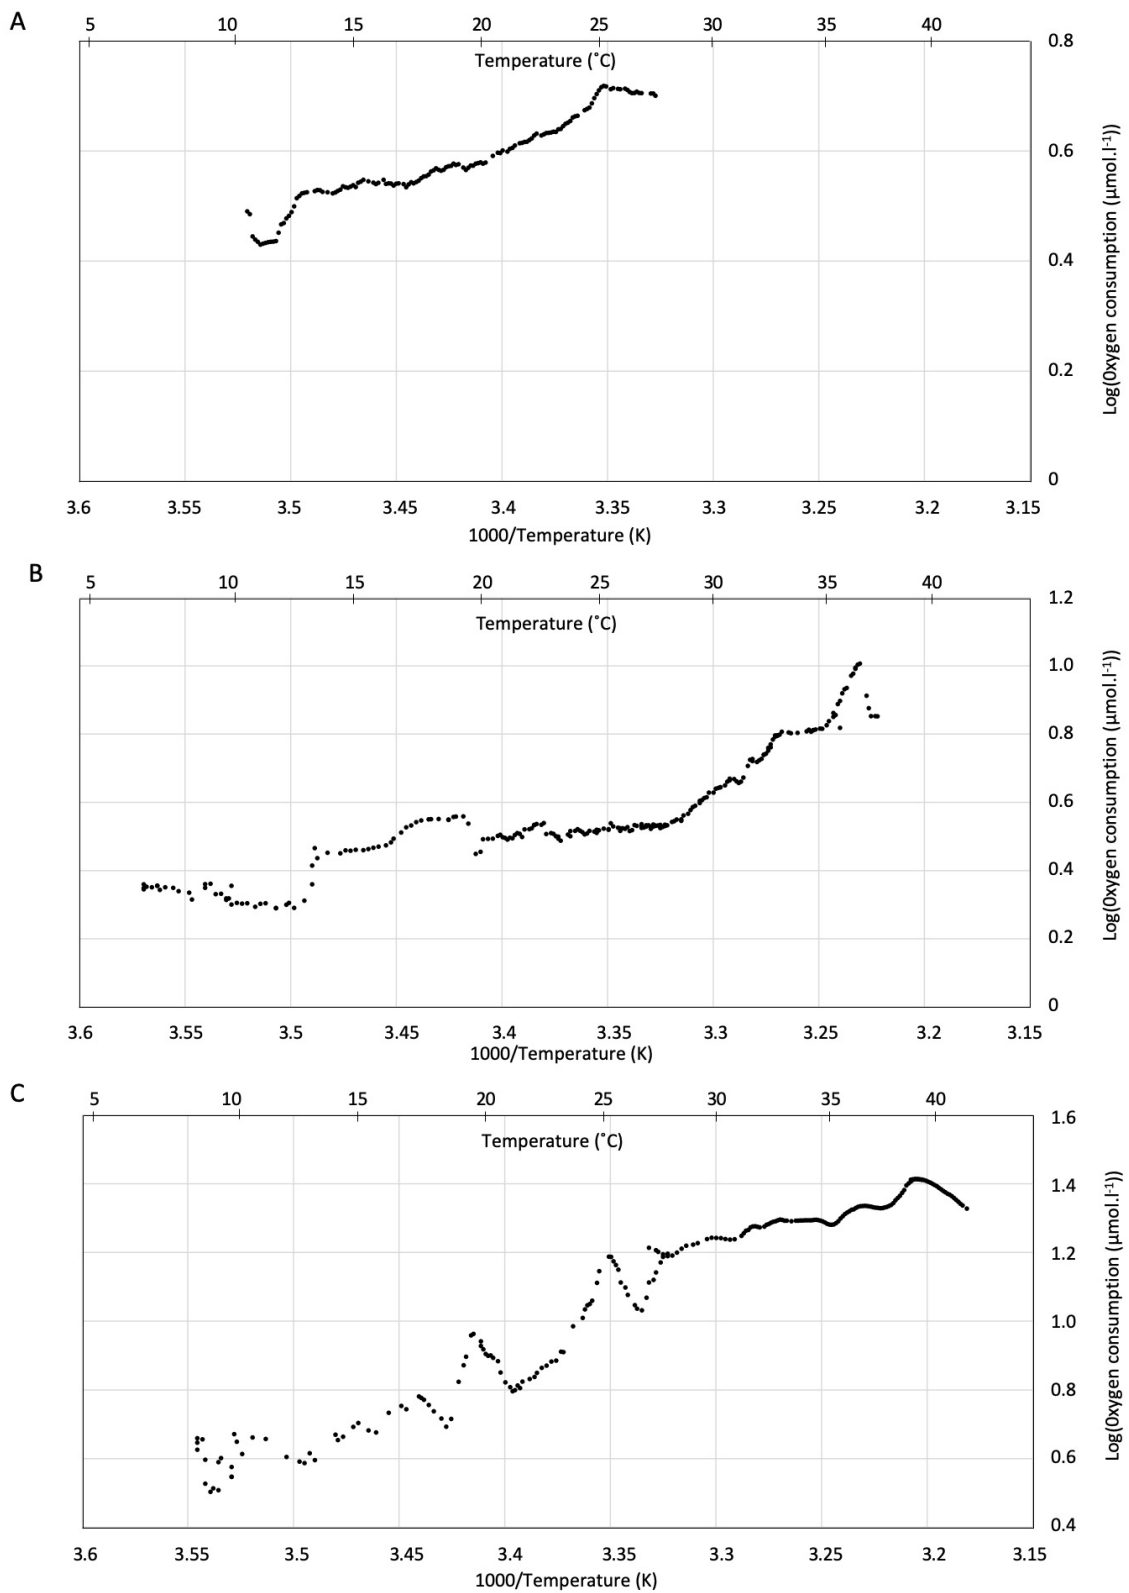 A
5 10 15 20 25 30 35 40
Temperature (˚C)
0.8
0.6
0.4
0.2
0
Log(0xygen consumption (µmol.l-1))
3.6 3.55 3.5 3.45 3.4 3.35 3.3 3.25 3.2 3.15
1000/Temperature (K)
B
5 10 15 20 25 30 35 40
Temperature (˚C)
1.2
1.0
0.8
0.6
0.4
0.2
0
Log(0xygen consumption (µmol.l-1))
3.6 3.55 3.5 3.45 3.4 3.35 3.3 3.25 3.2 3.15
1000/Temperature (K)
C
5 10 15 20 25 30 35 40
Temperature (˚C)
1.6
1.4
1.2
1.0
0.8
0.6
0.4
Log(0xygen consumption (µmol.l-1))
3.6 3.55 3.5 3.45 3.4 3.35 3.3 3.25 3.2 3.15
1000/Temperature (K)